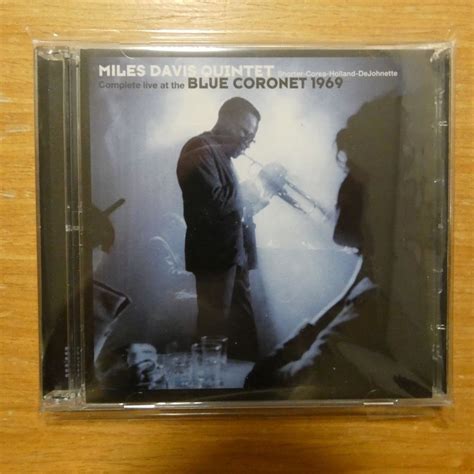 MILES DAVIS QUINTET Shorter-Corea-Holland-DeJohnette
Complete live at the BLUE CORONET 1969